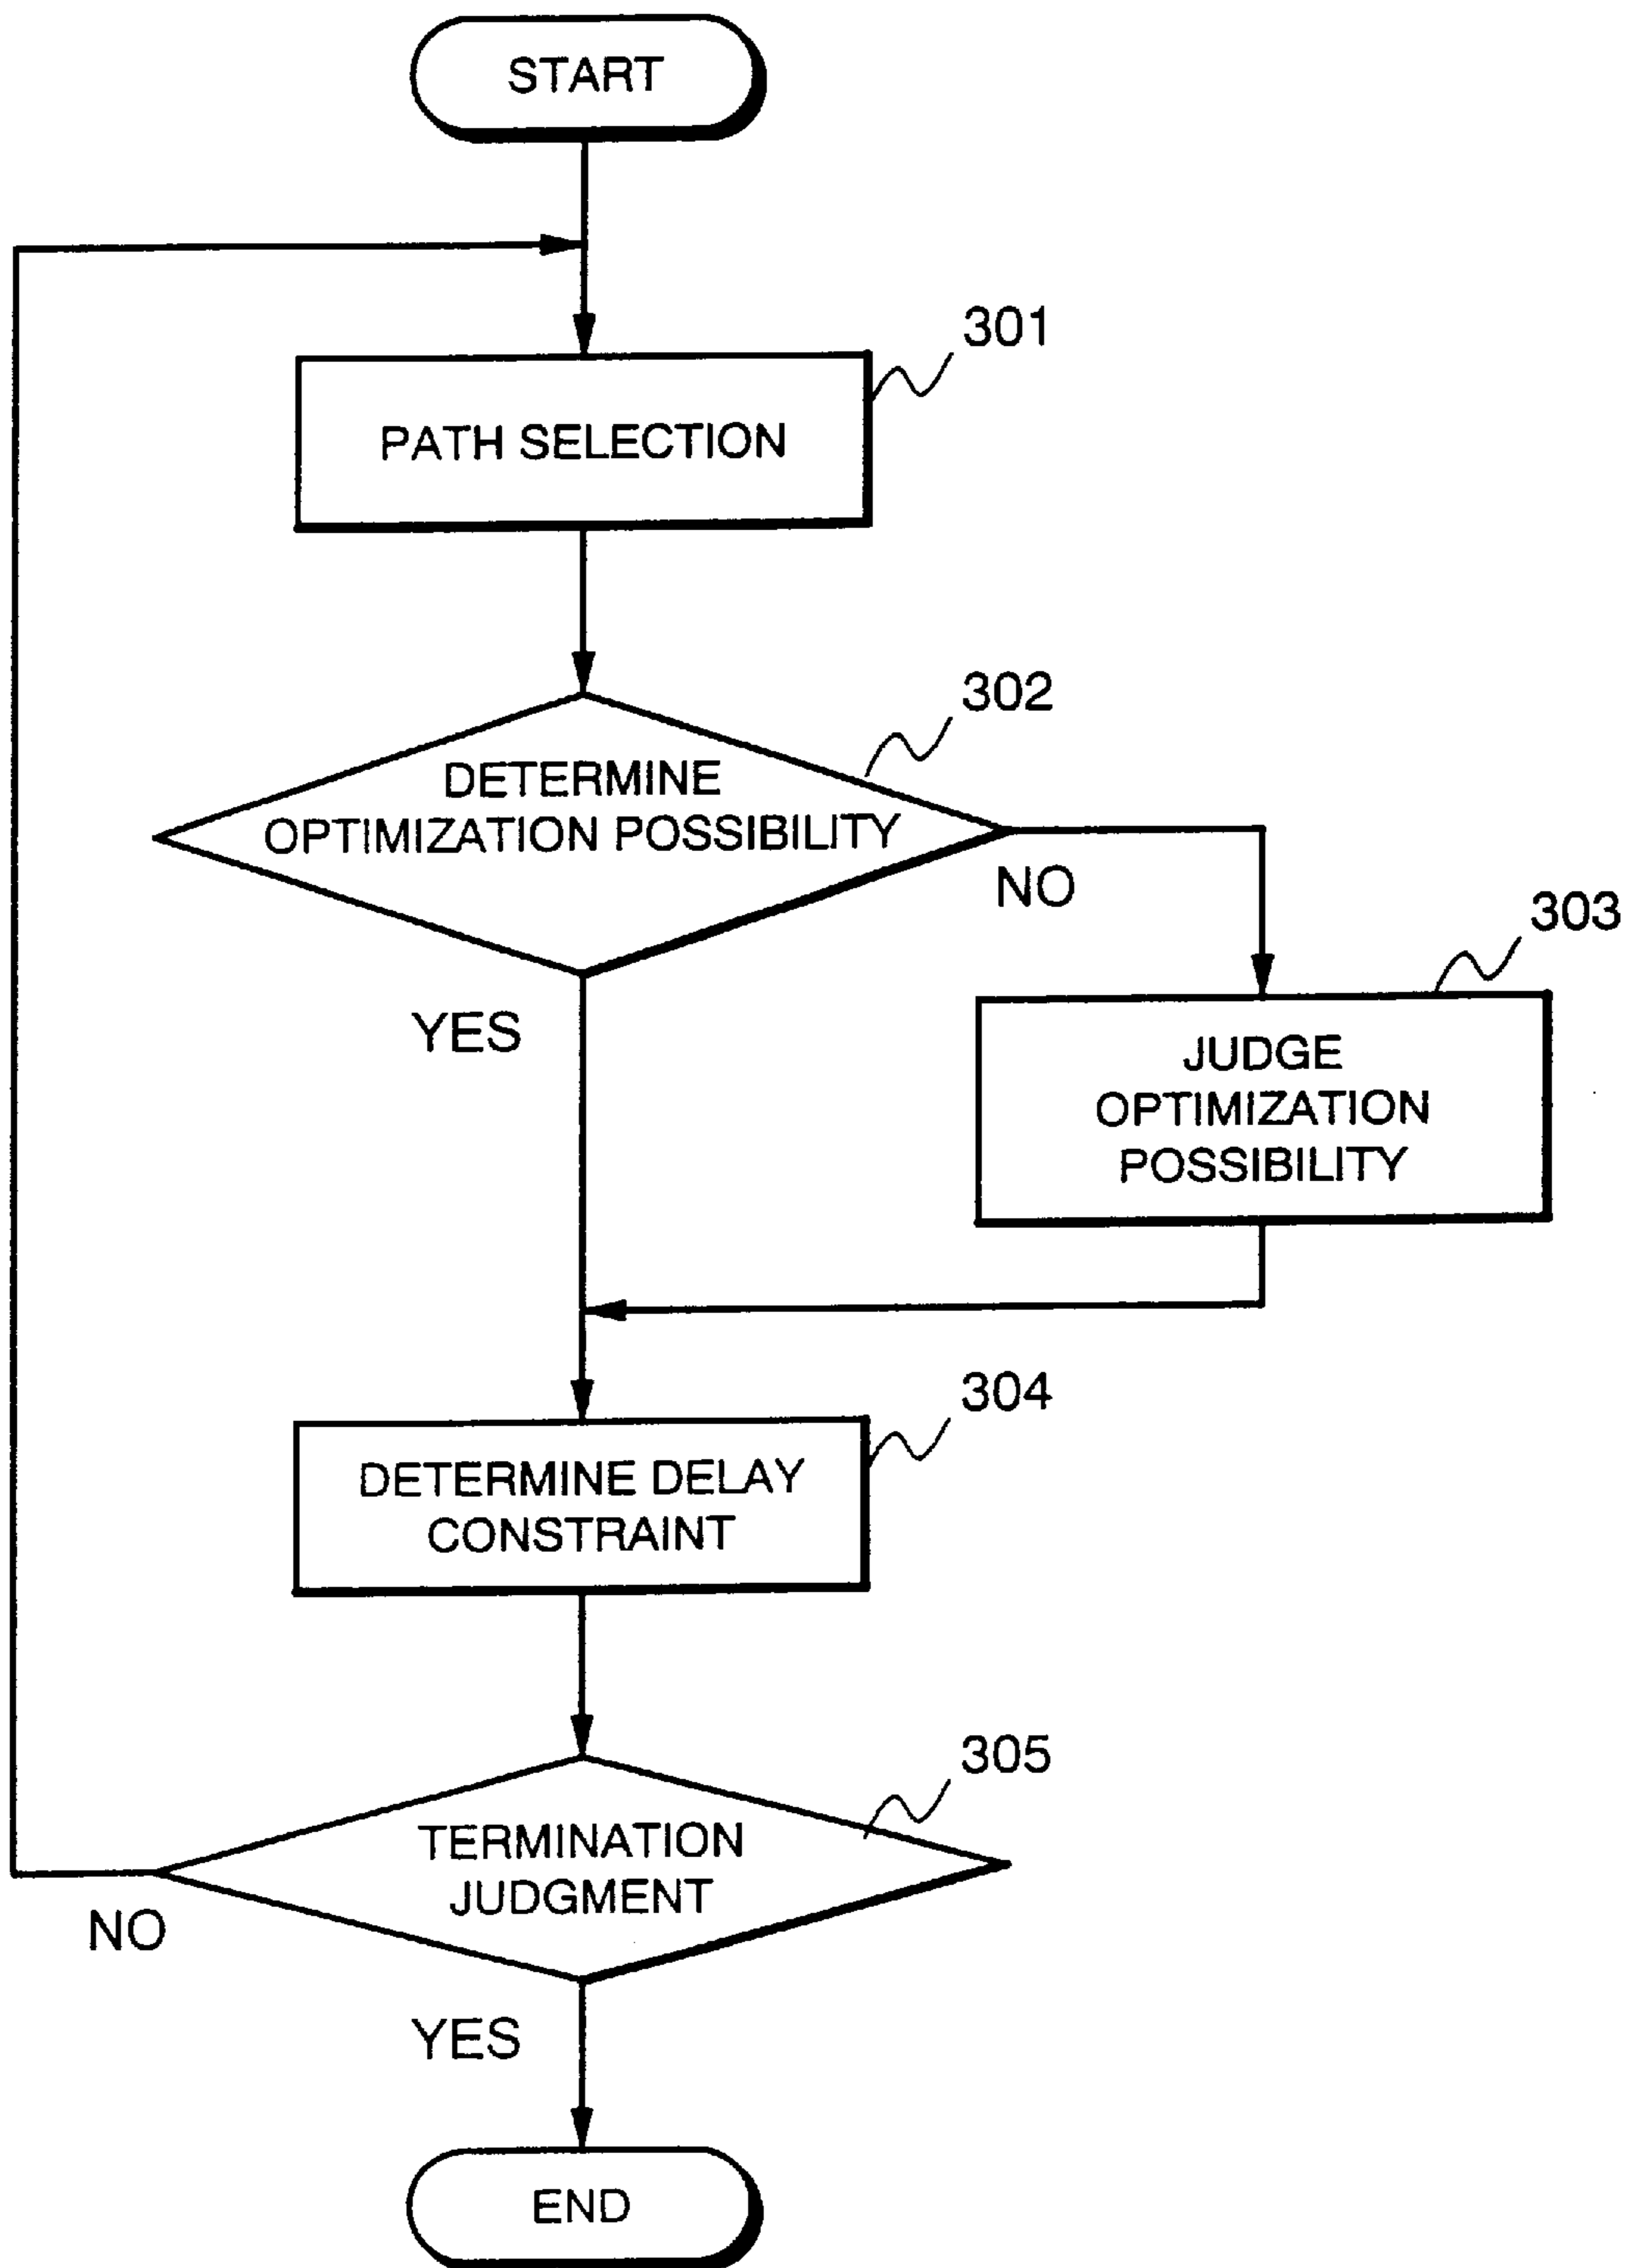 START
301
PATH SELECTION
302
DETERMINE
OPTIMIZATION POSSIBILITY
NO
303
YES
JUDGE
OPTIMIZATION
POSSIBILITY
304
DETERMINE DELAY
CONSTRAINT
305
TERMINATION
JUDGMENT
NO
YES
END